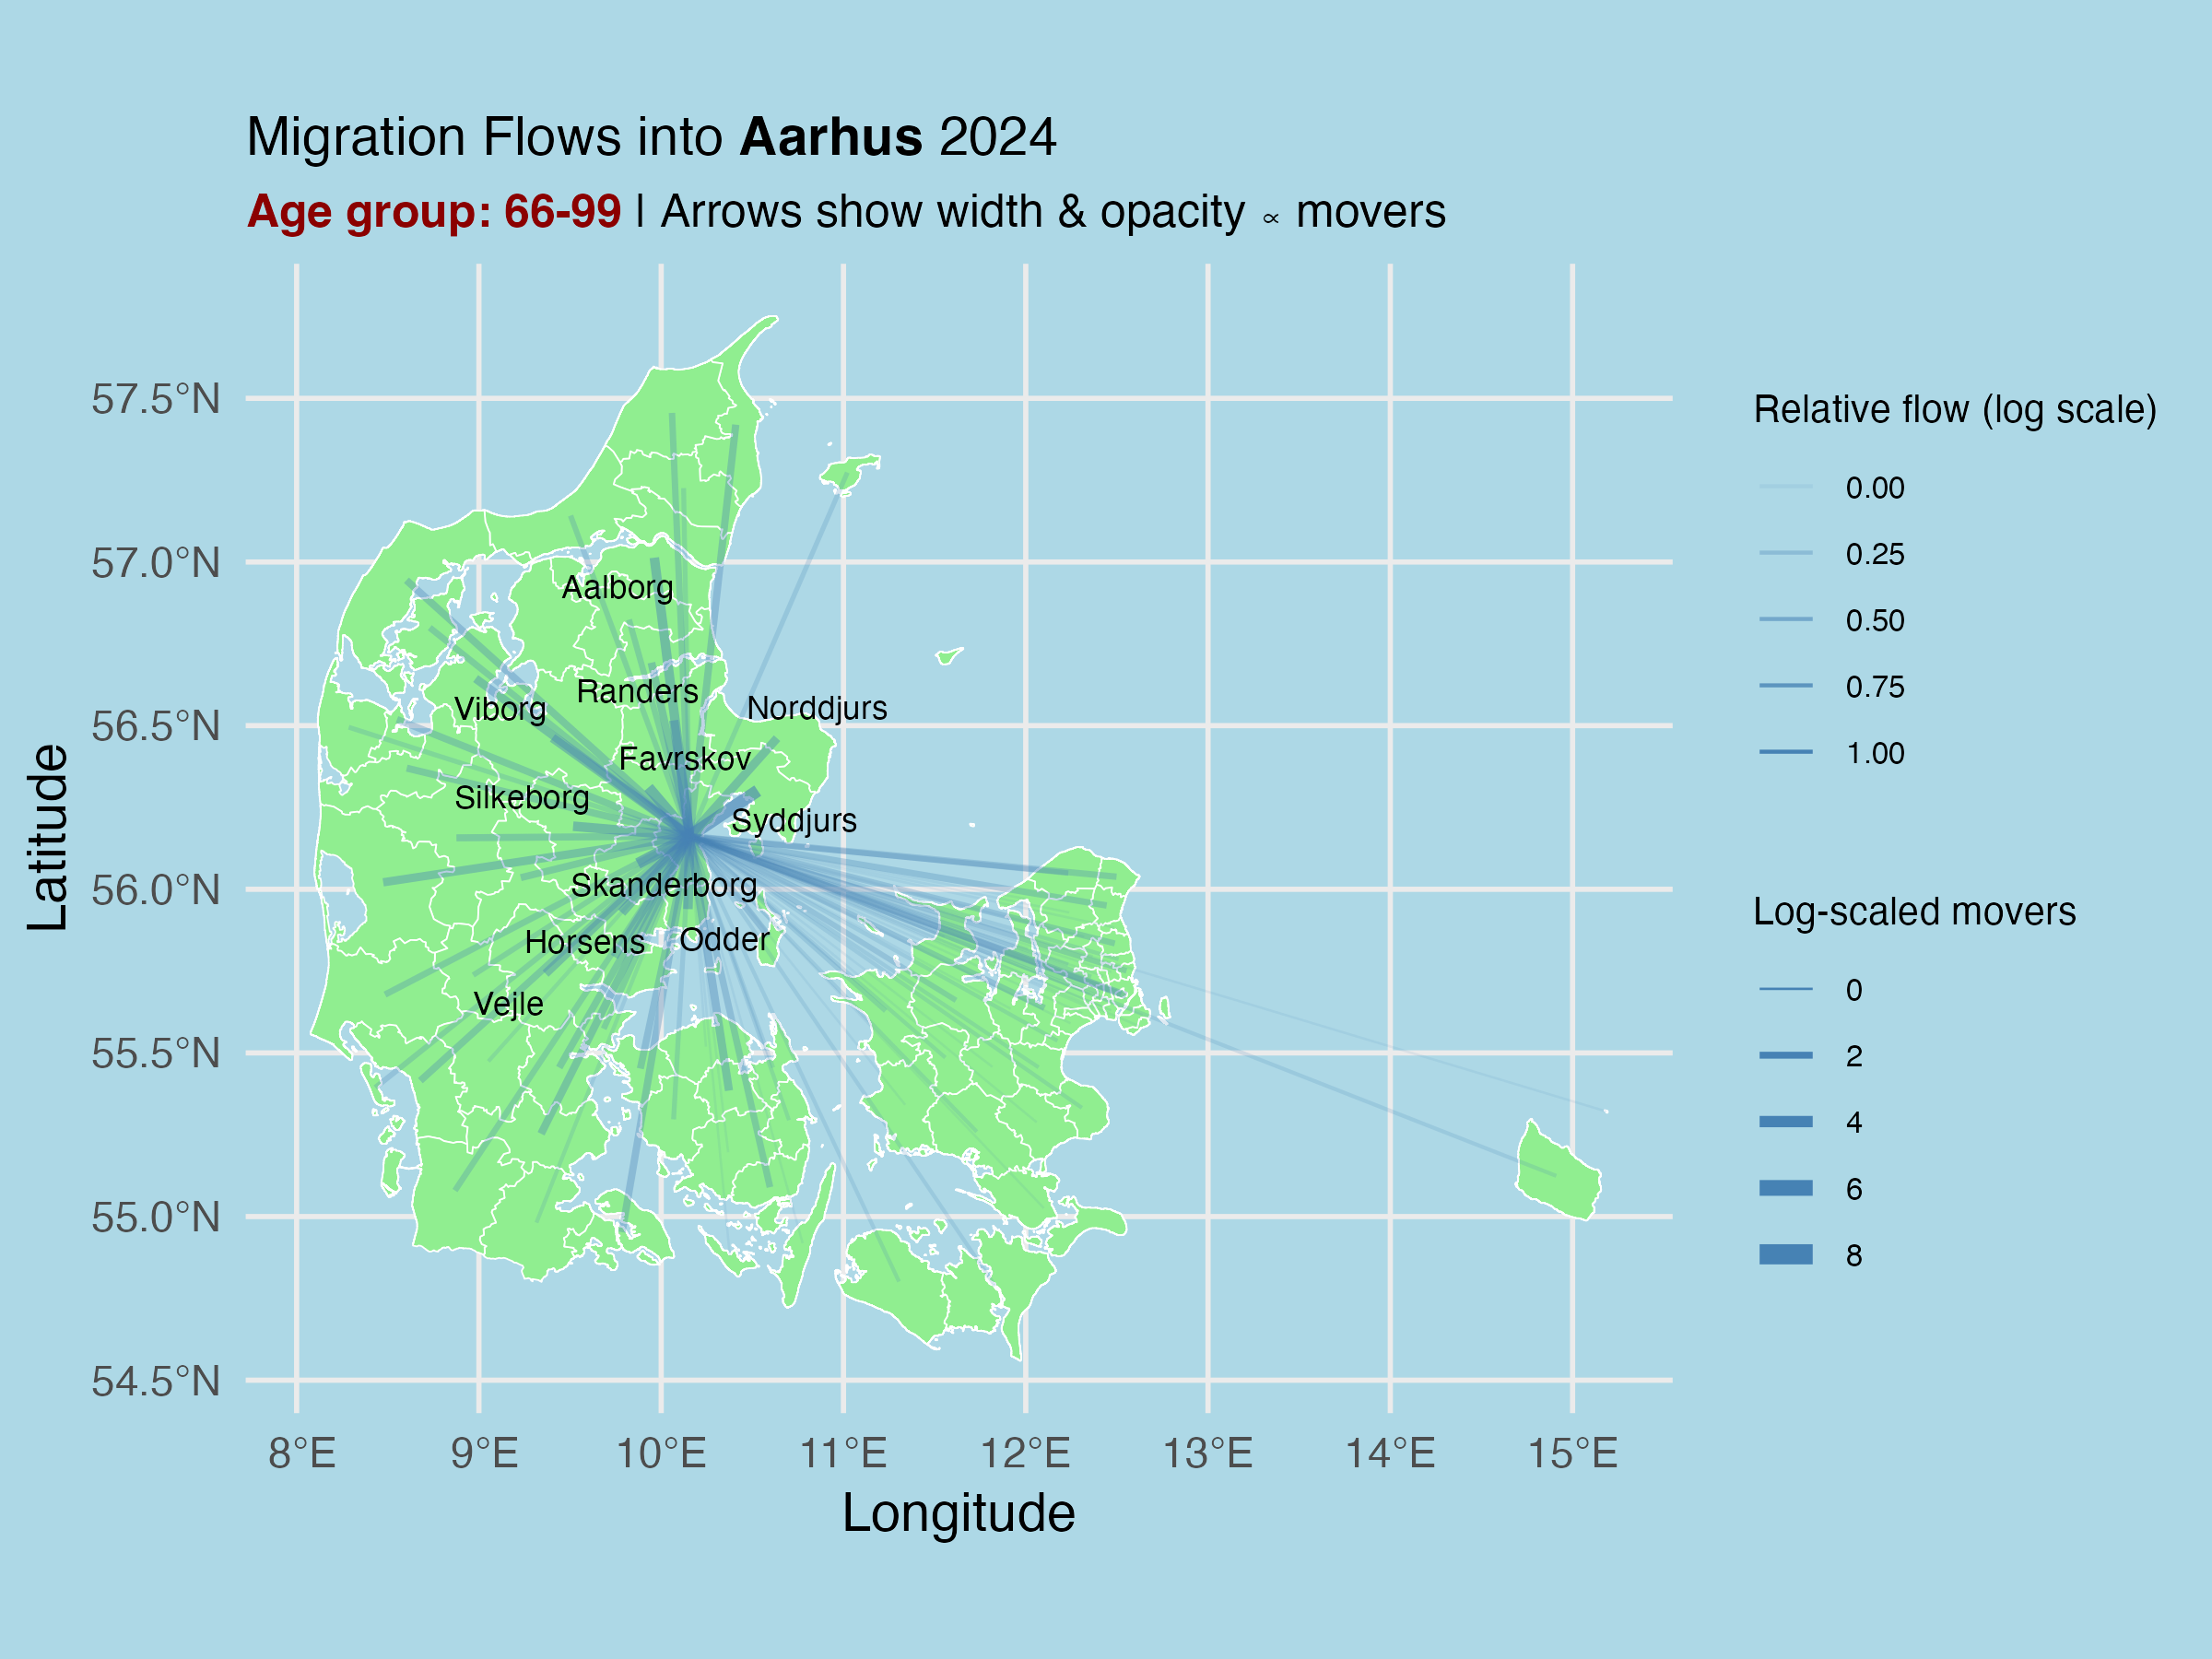 Migration Flows into Aarhus 2024
Age group: 66-99 | Arrows show width & opacity ∝ movers
Latitude
57.5°N
57.0°N
56.5°N
56.0°N
55.5°N
55.0°N
54.5°N
Aalborg
Randers
Viborg
Norddjurs
Favrskov
Silkeborg
Syddjurs
Skanderborg
Horsens
Odder
Vejle
8°E
9°E
10°E
11°E
12°E
13°E
14°E
15°E
Longitude
Relative flow (log scale)
0.00
0.25
0.50
0.75
1.00
Log-scaled movers
0
2
4
6
8